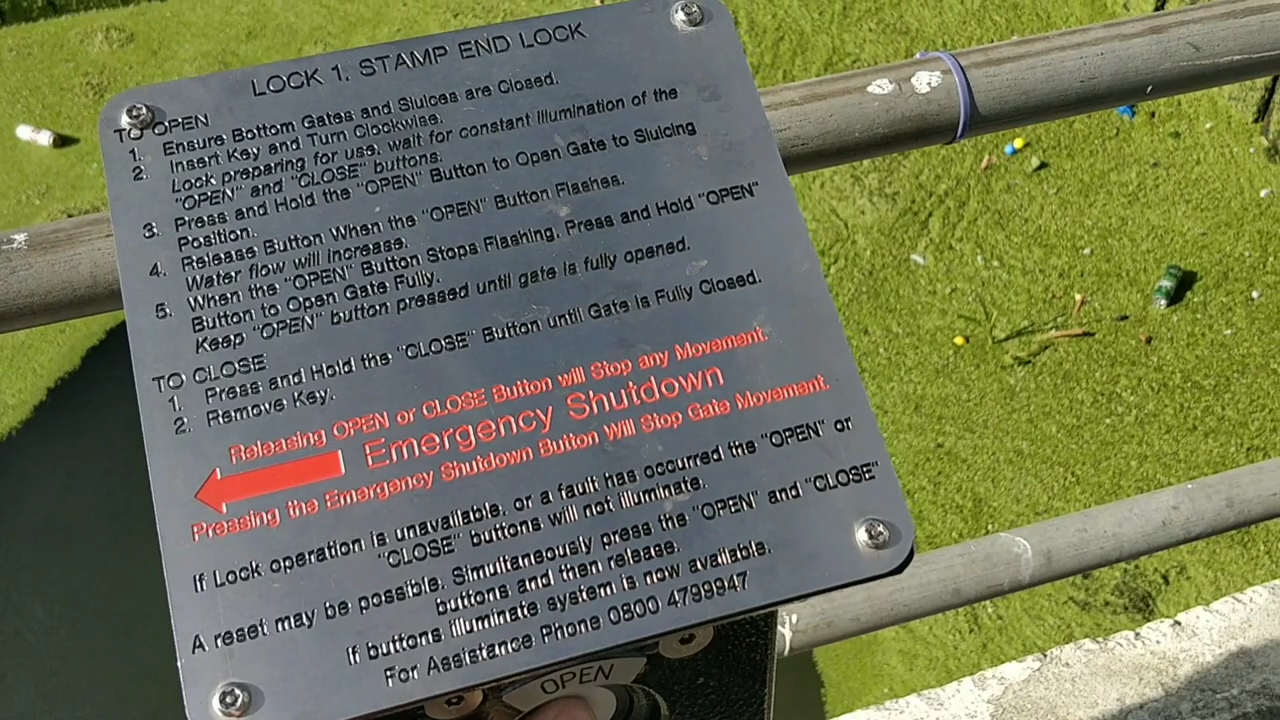 LOCK 1. STAMP END LOCK
TO OPEN
1. Ensure Bottom Gates and Sluices are Closed.
2. Insert Key and Turn Clockwise.
Lock preparing for use, wait for constant illumination of the
"OPEN" and "CLOSE" buttons.
3. Press and Hold the "OPEN" Button to Open Gate to Sluicing
Position.
4. Release Button When the "OPEN" Button Flashes.
Water flow will increase.
5. When the "OPEN" Button Stops Flashing, Press and Hold "OPEN"
Button to Open Gate Fully.
Keep "OPEN" button pressed until gate is fully opened.
TO CLOSE
1. Press and Hold the "CLOSE" Button until Gate is Fully Closed.
2. Remove Key.
Releasing OPEN or CLOSE Button will Stop any Movement.
Emergency Shutdown
Pressing the Emergency Shutdown Button Will Stop Gate Movement.
If Lock operation is unavailable, or a fault has occurred the "OPEN" or
"CLOSE" buttons will not illuminate.
A reset may be possible. Simultaneously press the "OPEN" and "CLOSE"
buttons and then release.
If buttons illuminate system is now available.
For Assistance Phone 0800 4799947
OPEN